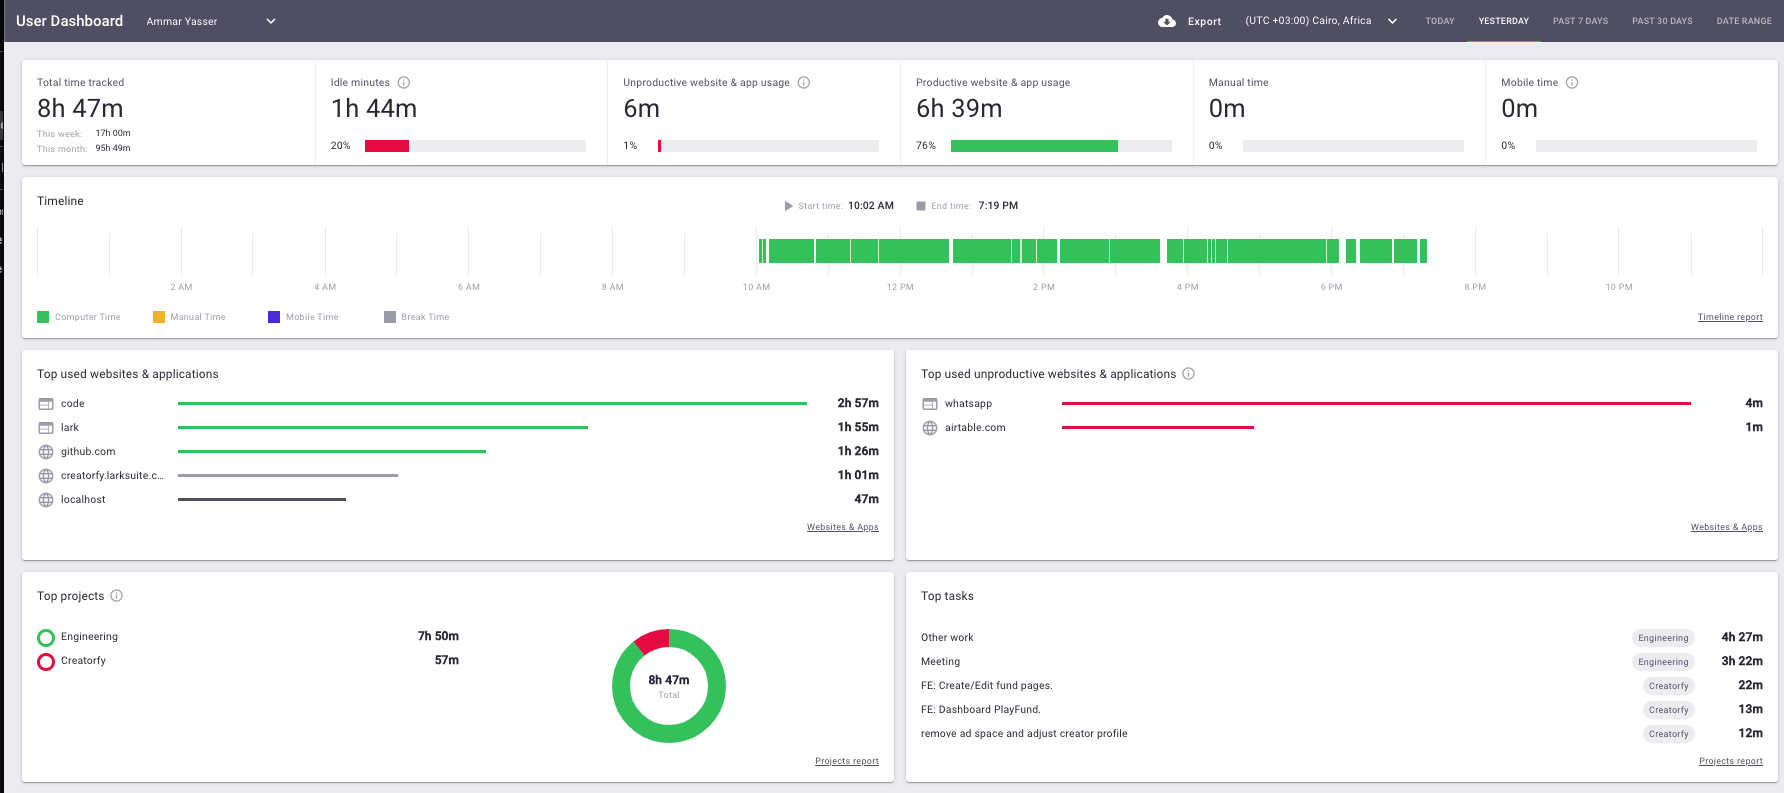 User Dashboard
Ammar Yasser
Export
(UTC +03:00) Cairo, Africa
TODAY
YESTERDAY
PAST 7 DAYS
PAST 30 DAYS
DATE RANGE
Total time tracked
8h 47m
This week: 17h 00m
This month: 95h 49m
Idle minutes
1h 44m
20%
Unproductive website & app usage
6m
1%
Productive website & app usage
6h 39m
76%
Manual time
0m
0%
Mobile time
0m
0%
Timeline
Start time: 10:02 AM
End time: 7:19 PM
2 AM
4 AM
6 AM
8 AM
10 AM
12 PM
2 PM
4 PM
6 PM
8 PM
10 PM
Computer Time
Manual Time
Mobile Time
Break Time
Timeline report
Top used websites & applications
code 2h 57m
lark 1h 55m
github.com 1h 26m
creatorfy.larksuite.c... 1h 01m
localhost 47m
Websites & Apps
Top used unproductive websites & applications
whatsapp 4m
airtable.com 1m
Websites & Apps
Top projects
Engineering 7h 50m
Creatorfy 57m
8h 47m
Total
Projects report
Top tasks
Other work Engineering 4h 27m
Meeting Engineering 3h 22m
FE: Create/Edit fund pages. Creatorfy 22m
FE: Dashboard PlayFund. Creatorfy 13m
remove ad space and adjust creator profile Creatorfy 12m
Projects report